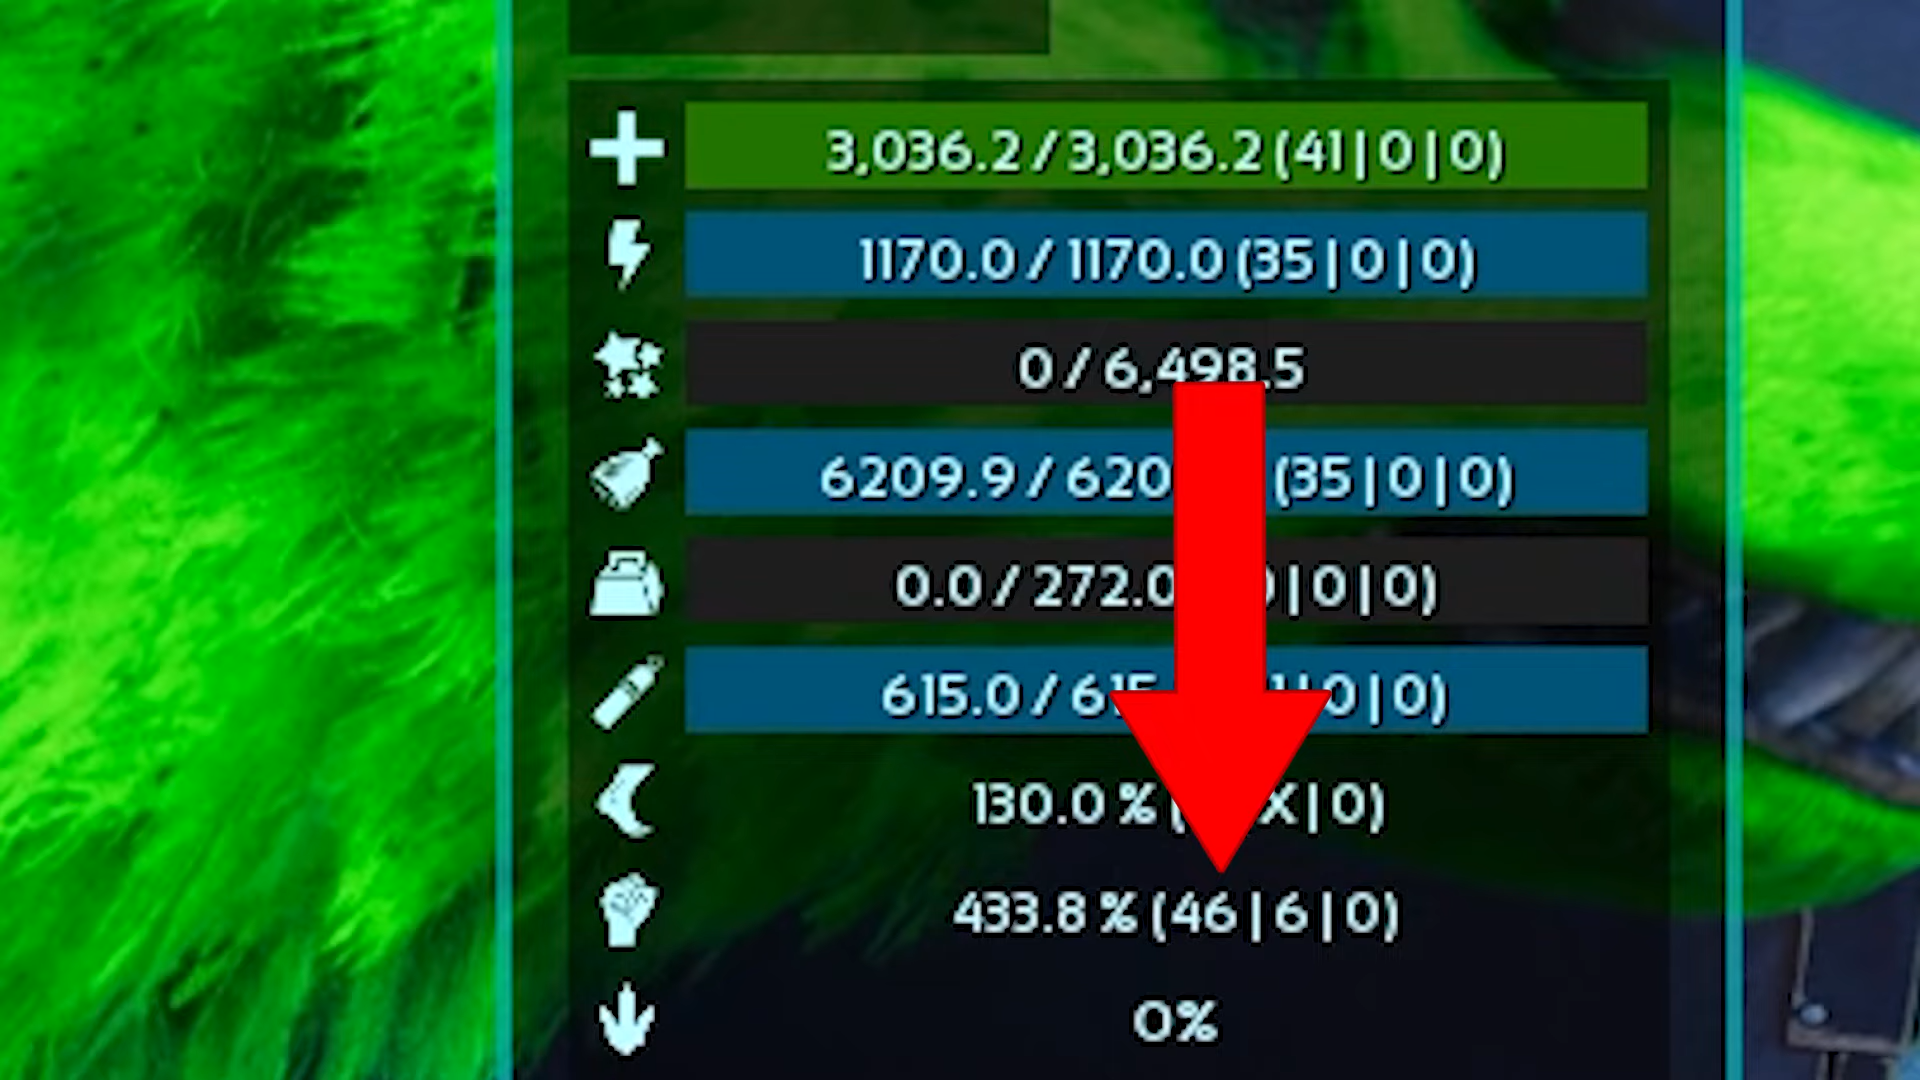 3,036.2 / 3,036.2 (41 | 0 | 0)
1170.0 / 1170.0 (35 | 0 | 0)
0 / 6,498.5
6209.9 / 620 (35 | 0 | 0)
0.0 / 272.0 | 0 | 0)
615.0 / 615 | 0 | 0)
130.0 % ( X | 0)
433.8 % (46 | 6 | 0)
0%